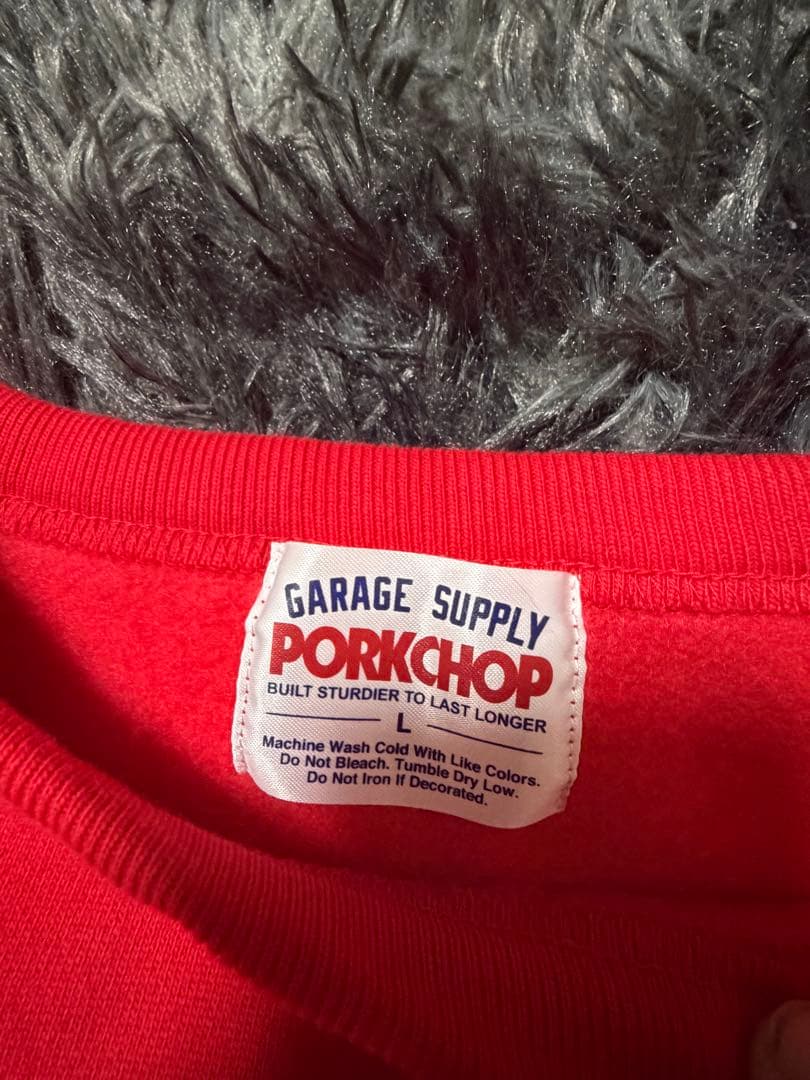 GARAGE SUPPLY
PORKCHOP
BUILT STURDIER TO LAST LONGER
L
Machine Wash Cold With Like Colors.
Do Not Bleach. Tumble Dry Low.
Do Not Iron If Decorated.